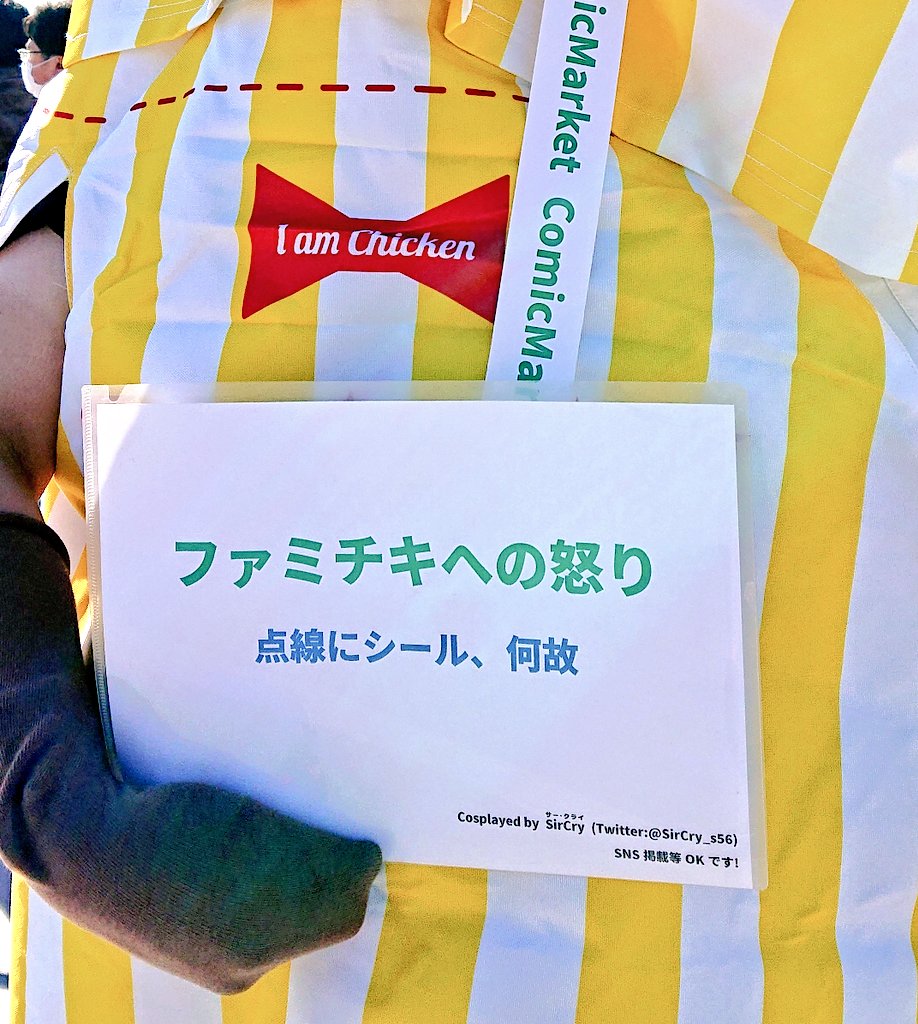 icMarket ComicMa
I am Chicken
ファミチキへの怒り
点線にシール、何故
サー・クライ
Cosplayed by SirCry (Twitter:@SirCry_s56)
SNS 掲載等 OK です!